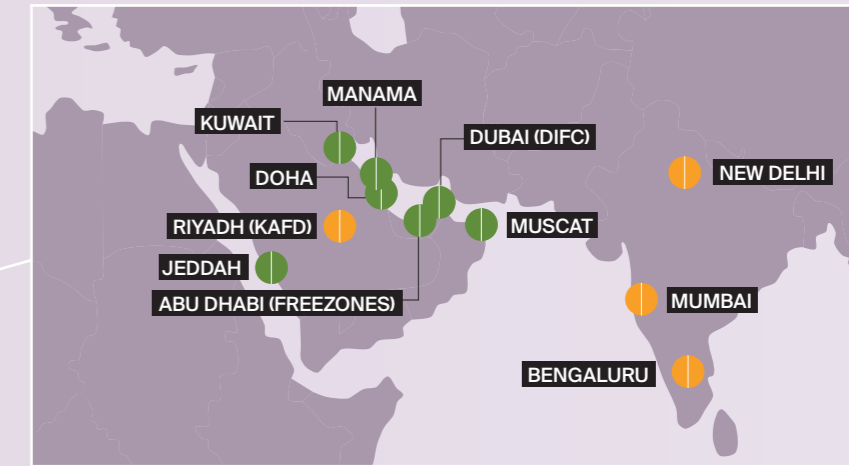 MANAMA
KUWAIT
DUBAI (DIFC)
DOHA
NEW DELHI
RIYADH (KAFD)
MUSCAT
JEDDAH
ABU DHABI (FREEZONES)
MUMBAI
BENGALURU